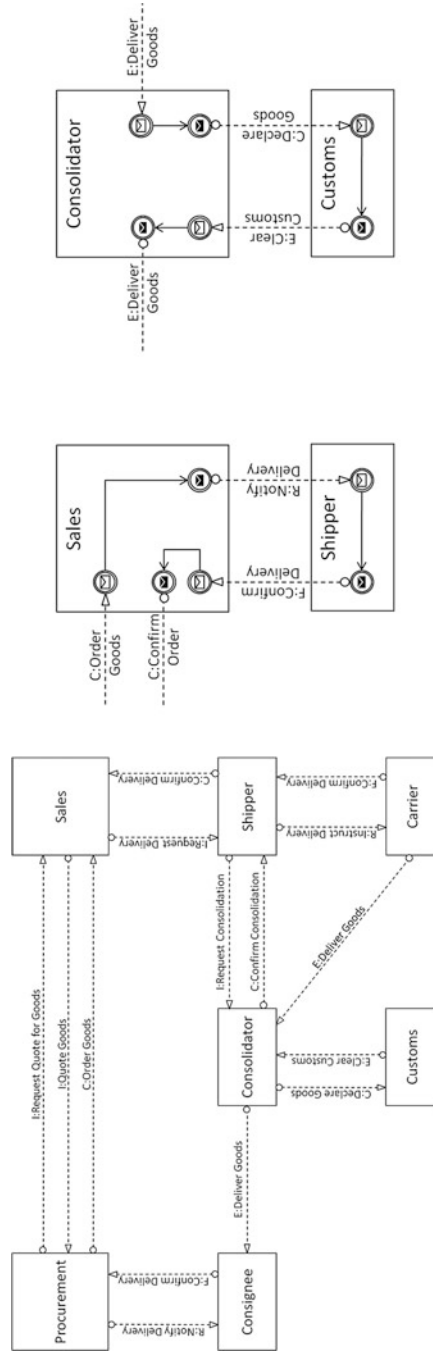 Procurement
I:Request Quote for Goods
I:Quote Goods
C:Order Goods
Sales
R:Notify Delivery
F:Confirm Delivery
I:Request Delivery
C:Confirm Delivery
Consignee
E:Deliver Goods
Consolidator
I:Request Consolidation
C:Confirm Consolidation
Shipper
C:Declare Goods
E:Clear Customs
E:Deliver Goods
R:Instruct Delivery
F:Confirm Delivery
Customs
Carrier
C:Order
Goods
C:Confirm
Order
Sales
F:Confirm
Delivery
R:Notify
Delivery
Shipper
E:Deliver
Goods
Consolidator
E:Deliver
Goods
E:Clear
Customs
C:Declare
Goods
Customs